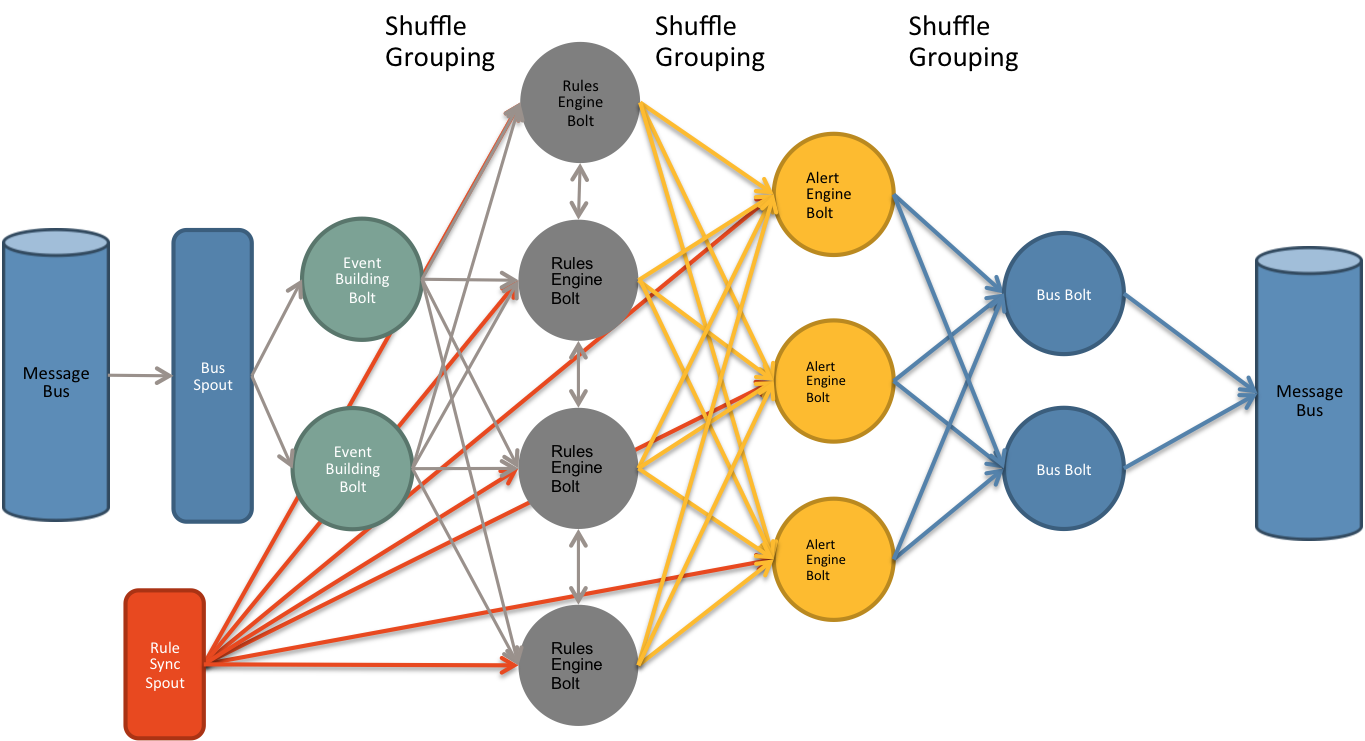 Shuffle
Grouping
Shuffle
Grouping
Shuffle
Grouping
Message
Bus
Bus
Spout
Rule
Sync
Spout
Event
Building
Bolt
Event
Building
Bolt
Rules
Engine
Bolt
Rules
Engine
Bolt
Rules
Engine
Bolt
Rules
Engine
Bolt
Alert
Engine
Bolt
Alert
Engine
Bolt
Alert
Engine
Bolt
Bus Bolt
Bus Bolt
Message
Bus